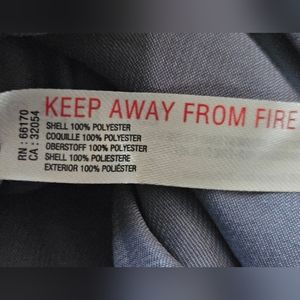 KEEP AWAY FROM FIRE
SHELL 100% POLYESTER
COQUILLE 100% POLYESTER
OBERSTOFF 100% POLYESTER
SHELL 100% POLIESTERE
EXTERIOR 100% POLIÉSTER
RN : 66170
CA : 32054